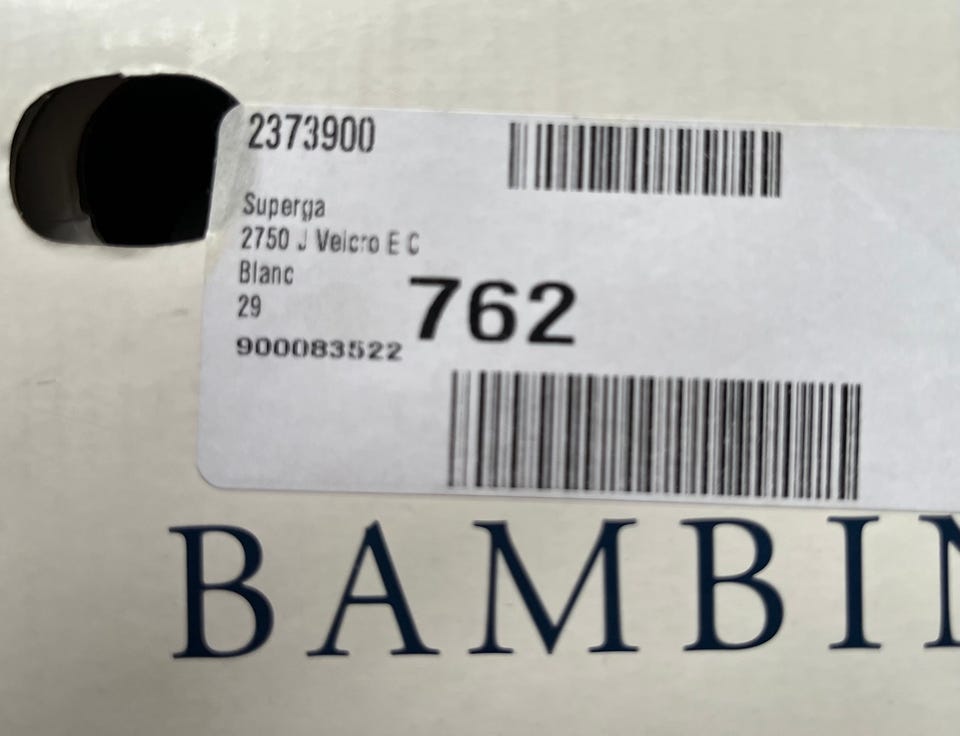 2373900
Superga
2750 J Velcro E C
Blanc
29
762
900083522
BAMBIN